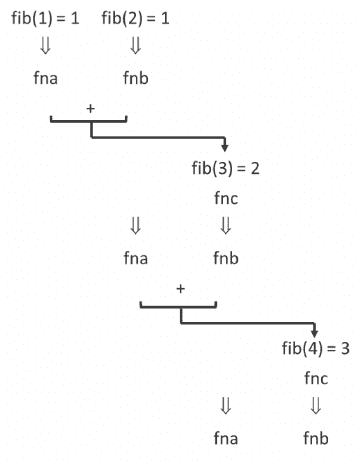 fib(1) = 1 fib(2) = 1
⇓ ⇓
fna fnb
+
fib(3) = 2
fnc
⇓ ⇓
fna fnb
+
fib(4) = 3
fnc
⇓ ⇓
fna fnb